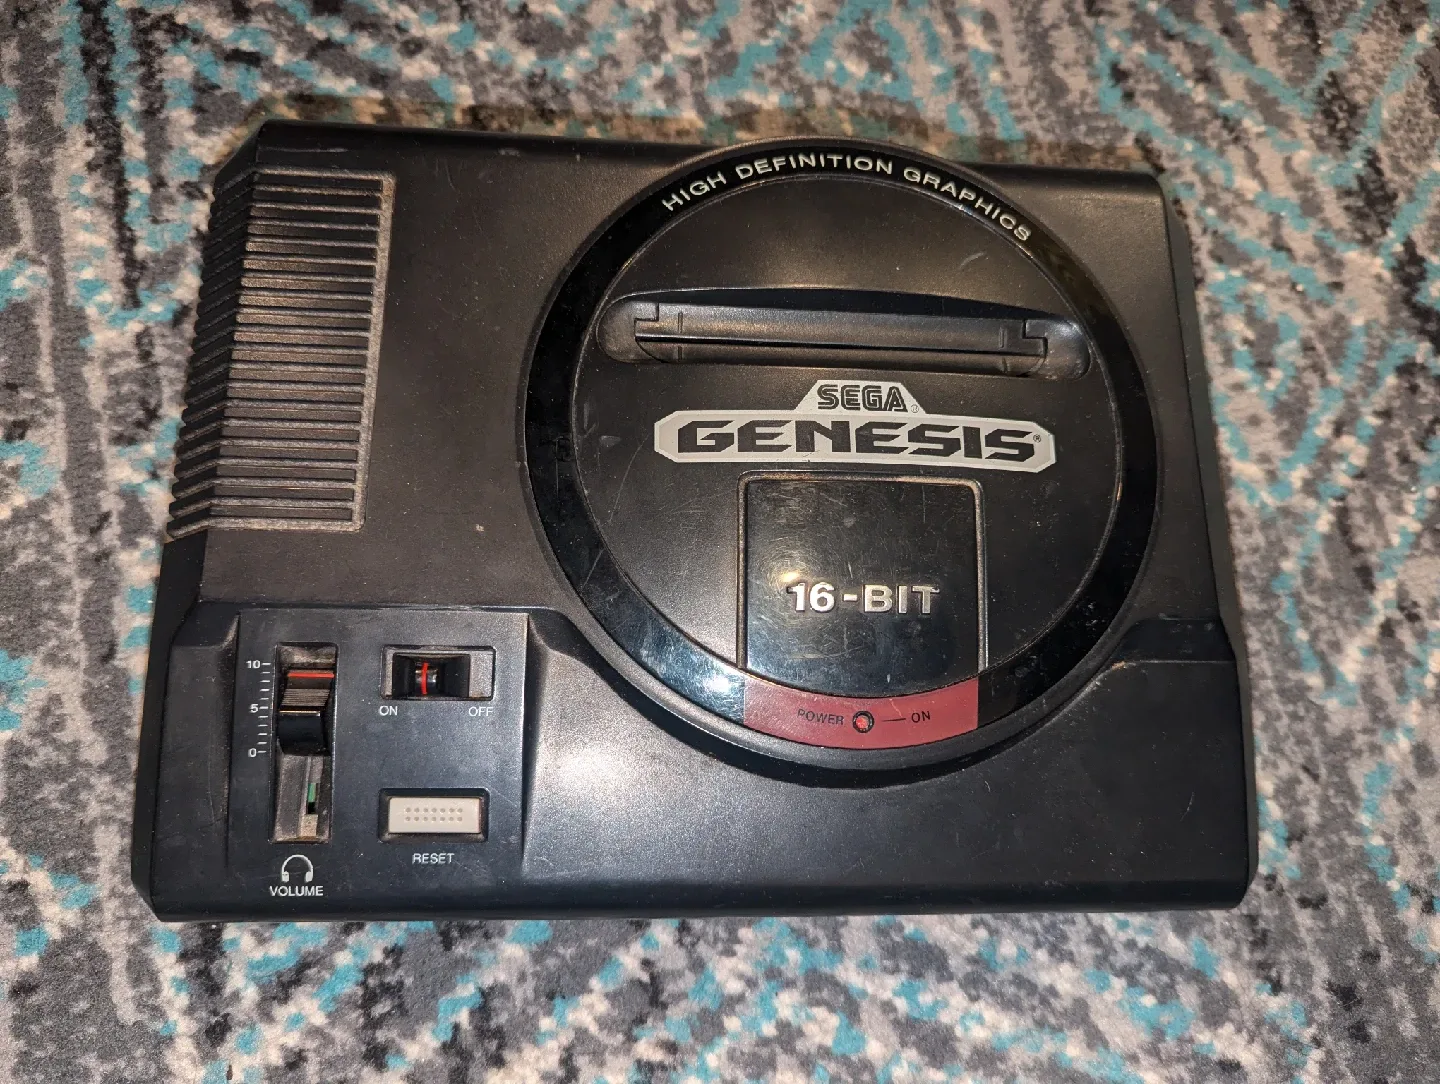 HIGH DEFINITION GRAPHICS
SEGA®
GENESIS®
16-BIT
POWER — ON
10
5
0
ON OFF
RESET
VOLUME